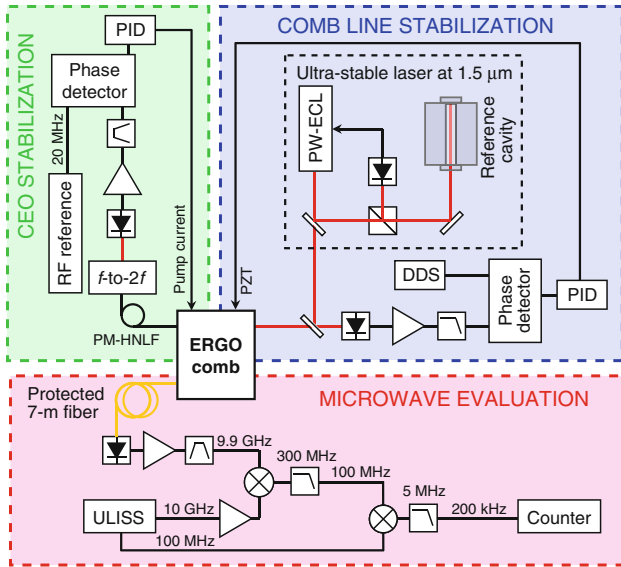 CEO STABILIZATION
PID
Phase
detector
20 MHz
RF reference
f-to-2f
PM-HNLF
Pump current
COMB LINE STABILIZATION
Ultra-stable laser at 1.5 μm
PW-ECL
Reference
cavity
PZT
DDS
Phase
detector
PID
ERGO
comb
MICROWAVE EVALUATION
Protected
7-m fiber
9.9 GHz
300 MHz
100 MHz
5 MHz
200 kHz
Counter
ULISS
10 GHz
100 MHz